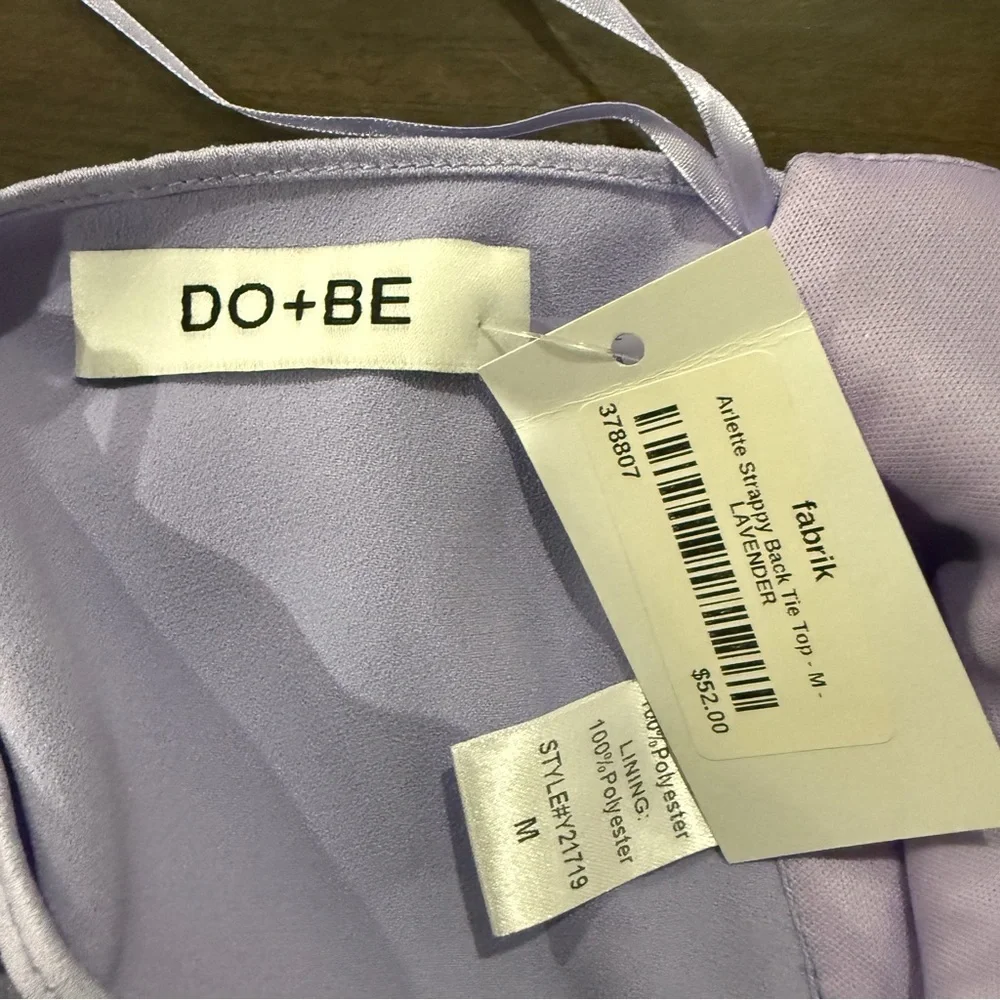 DO+BE
fabrik
Arlette Strappy Back Tie Top - M -
LAVENDER
378807
$52.00
100%Polyester
LINING:
100%Polyester
STYLE#Y21719
M